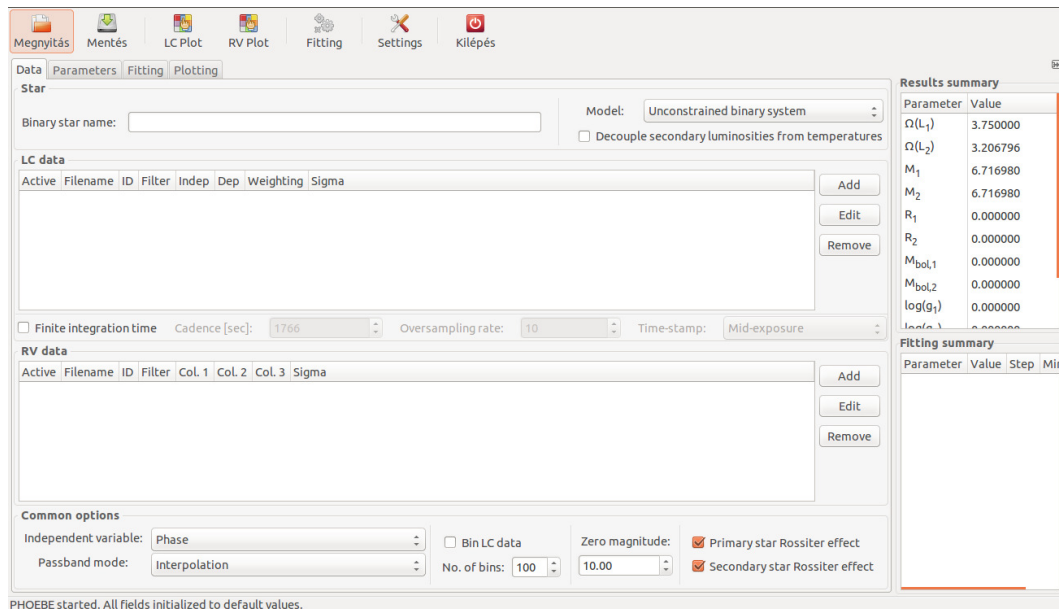 Megnyitás Mentés LC Plot RV Plot Fitting Settings Kilépés
Data Parameters Fitting Plotting
Star
Binary star name:
Model: Unconstrained binary system
Decouple secondary luminosities from temperatures
LC data
Active Filename ID Filter Indep Dep Weighting Sigma
Add
Edit
Remove
Finite integration time Cadence [sec]: 1766 Oversampling rate: 10 Time-stamp: Mid-exposure
RV data
Active Filename ID Filter Col. 1 Col. 2 Col. 3 Sigma
Add
Edit
Remove
Common options
Independent variable: Phase
Passband mode: Interpolation
Bin LC data
No. of bins: 100
Zero magnitude:
10.00
Primary star Rossiter effect
Secondary star Rossiter effect
Results summary
Parameter Value
Ω(L₁) 3.750000
Ω(L₂) 3.206796
M₁ 6.716980
M₂ 6.716980
R₁ 0.000000
R₂ 0.000000
M_bol,1 0.000000
M_bol,2 0.000000
log(g₁) 0.000000
Fitting summary
Parameter Value Step Min
PHOEBE started. All fields initialized to default values.